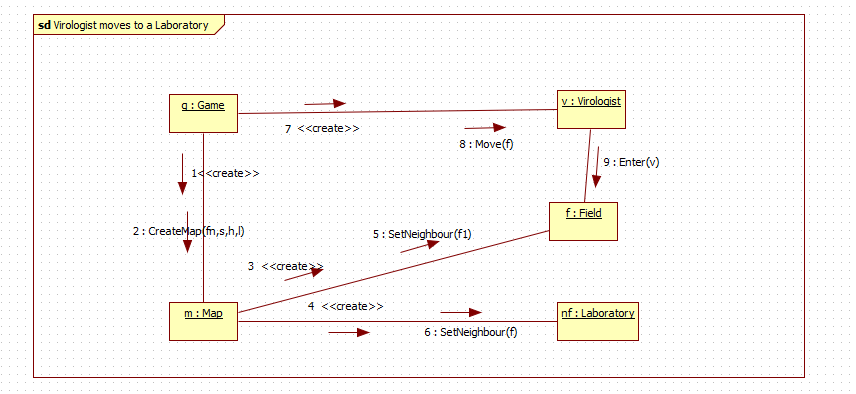 sd Virologist moves to a Laboratory
g : Game
v : Virologist
7 <<create>>
8 : Move(f)
9 : Enter(v)
1<<create>>
f : Field
2 : CreateMap(fn,s,h,l)
5 : SetNeighbour(f1)
3 <<create>>
4 <<create>>
m : Map
nf : Laboratory
6 : SetNeighbour(f)